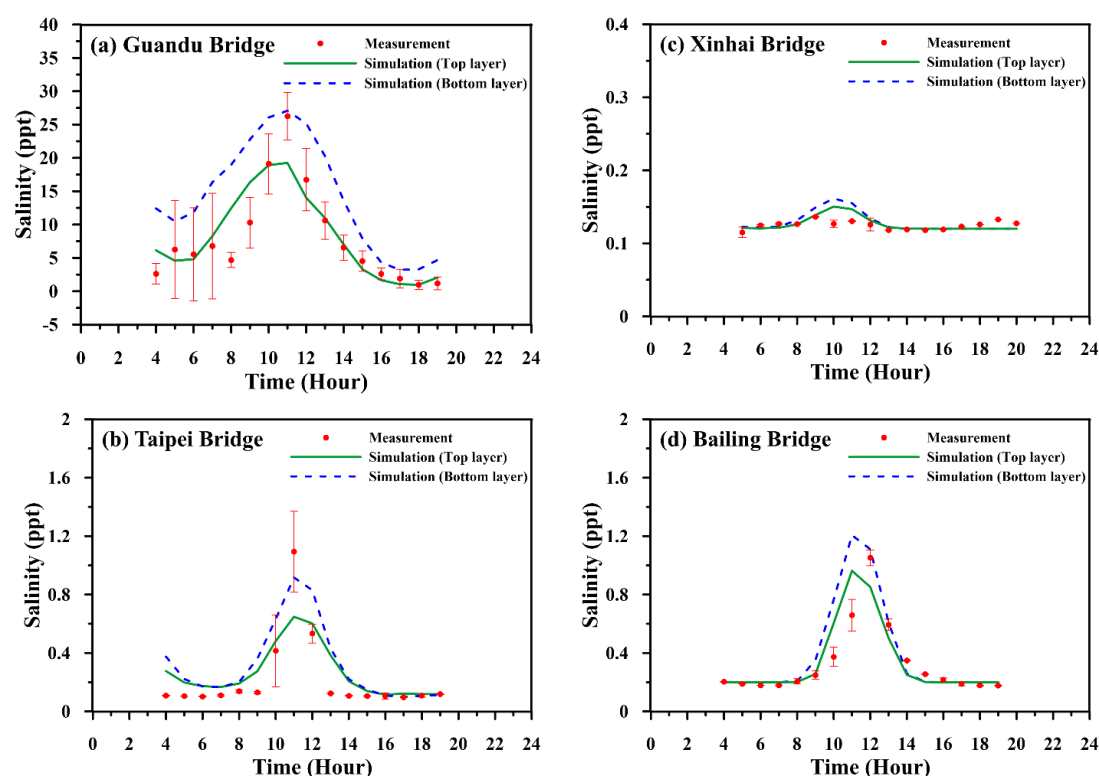 (a) Guandu Bridge
Measurement
Simulation (Top layer)
Simulation (Bottom layer)
Salinity (ppt)
40
35
30
25
20
15
10
5
0
-5
0 2 4 6 8 10 12 14 16 18 20 22 24
Time (Hour)
(c) Xinhai Bridge
Measurement
Simulation (Top layer)
Simulation (Bottom layer)
Salinity (ppt)
0.4
0.3
0.2
0.1
0
0 2 4 6 8 10 12 14 16 18 20 22 24
Time (Hour)
(b) Taipei Bridge
Measurement
Simulation (Top layer)
Simulation (Bottom layer)
Salinity (ppt)
2
1.6
1.2
0.8
0.4
0
0 2 4 6 8 10 12 14 16 18 20 22 24
Time (Hour)
(d) Bailing Bridge
Measurement
Simulation (Top layer)
Simulation (Bottom layer)
Salinity (ppt)
2
1.6
1.2
0.8
0.4
0
0 2 4 6 8 10 12 14 16 18 20 22 24
Time (Hour)